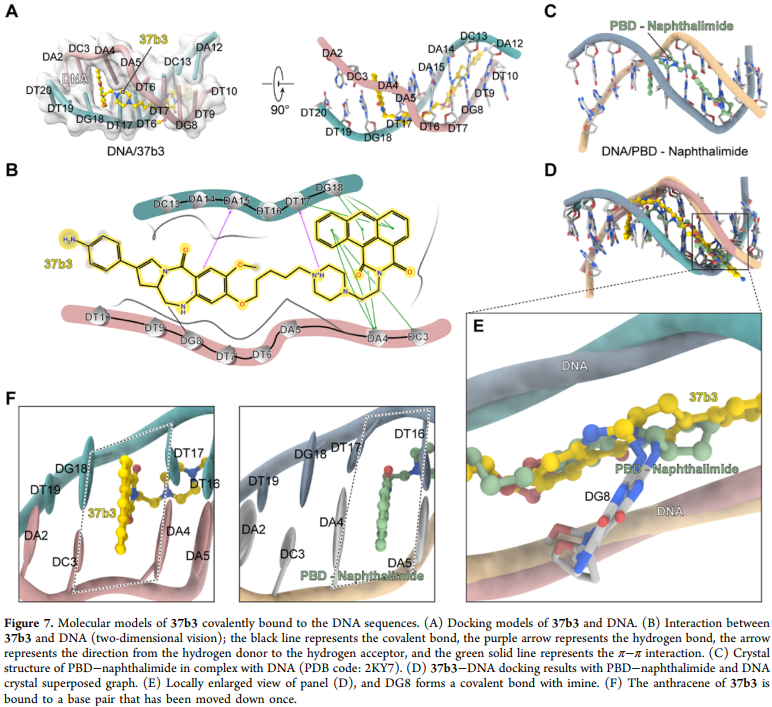 A
37b3
DC3
DA4
DA2
DA5
DC13
DA12
DNA
DT20
DT6
DT10
DT19
DT7
DT9
DG18
DT17
DT6
DG8
DNA/37b3
90°
DA2
DC13
DA12
DA14
DC3
DA15
DA4
DT10
DA5
DT9
DT20
DG8
DT17
DT19
DG18
DT6
DT7
C
PBD - Naphthalimide
DNA/PBD - Naphthalimide
B
DC13
DA14
DA15
DT16
DT17
DG18
H₂N
O
N
O
37b3
N
NH
O
N
N
H
O
O
DT10
DT9
DG8
DT7
DT6
DA5
DA4
DC3
D
E
DNA
37b3
PBD - Naphthalimide
DG8
DNA
F
DG18
DT17
DT19
DT16
37b3
DA2
DA4
DC3
DA5
DT16
DT17
DG18
DT19
DA2
DA4
DC3
DA5
PBD - Naphthalimide
Figure 7. Molecular models of 37b3 covalently bound to the DNA sequences. (A) Docking models of 37b3 and DNA. (B) Interaction between
37b3 and DNA (two-dimensional vision); the black line represents the covalent bond, the purple arrow represents the hydrogen bond, the arrow
represents the direction from the hydrogen donor to the hydrogen acceptor, and the green solid line represents the π−π interaction. (C) Crystal
structure of PBD−naphthalimide in complex with DNA (PDB code: 2KY7). (D) 37b3−DNA docking results with PBD−naphthalimide and DNA
crystal superposed graph. (E) Locally enlarged view of panel (D), and DG8 forms a covalent bond with imine. (F) The anthracene of 37b3 is
bound to a base pair that has been moved down once.